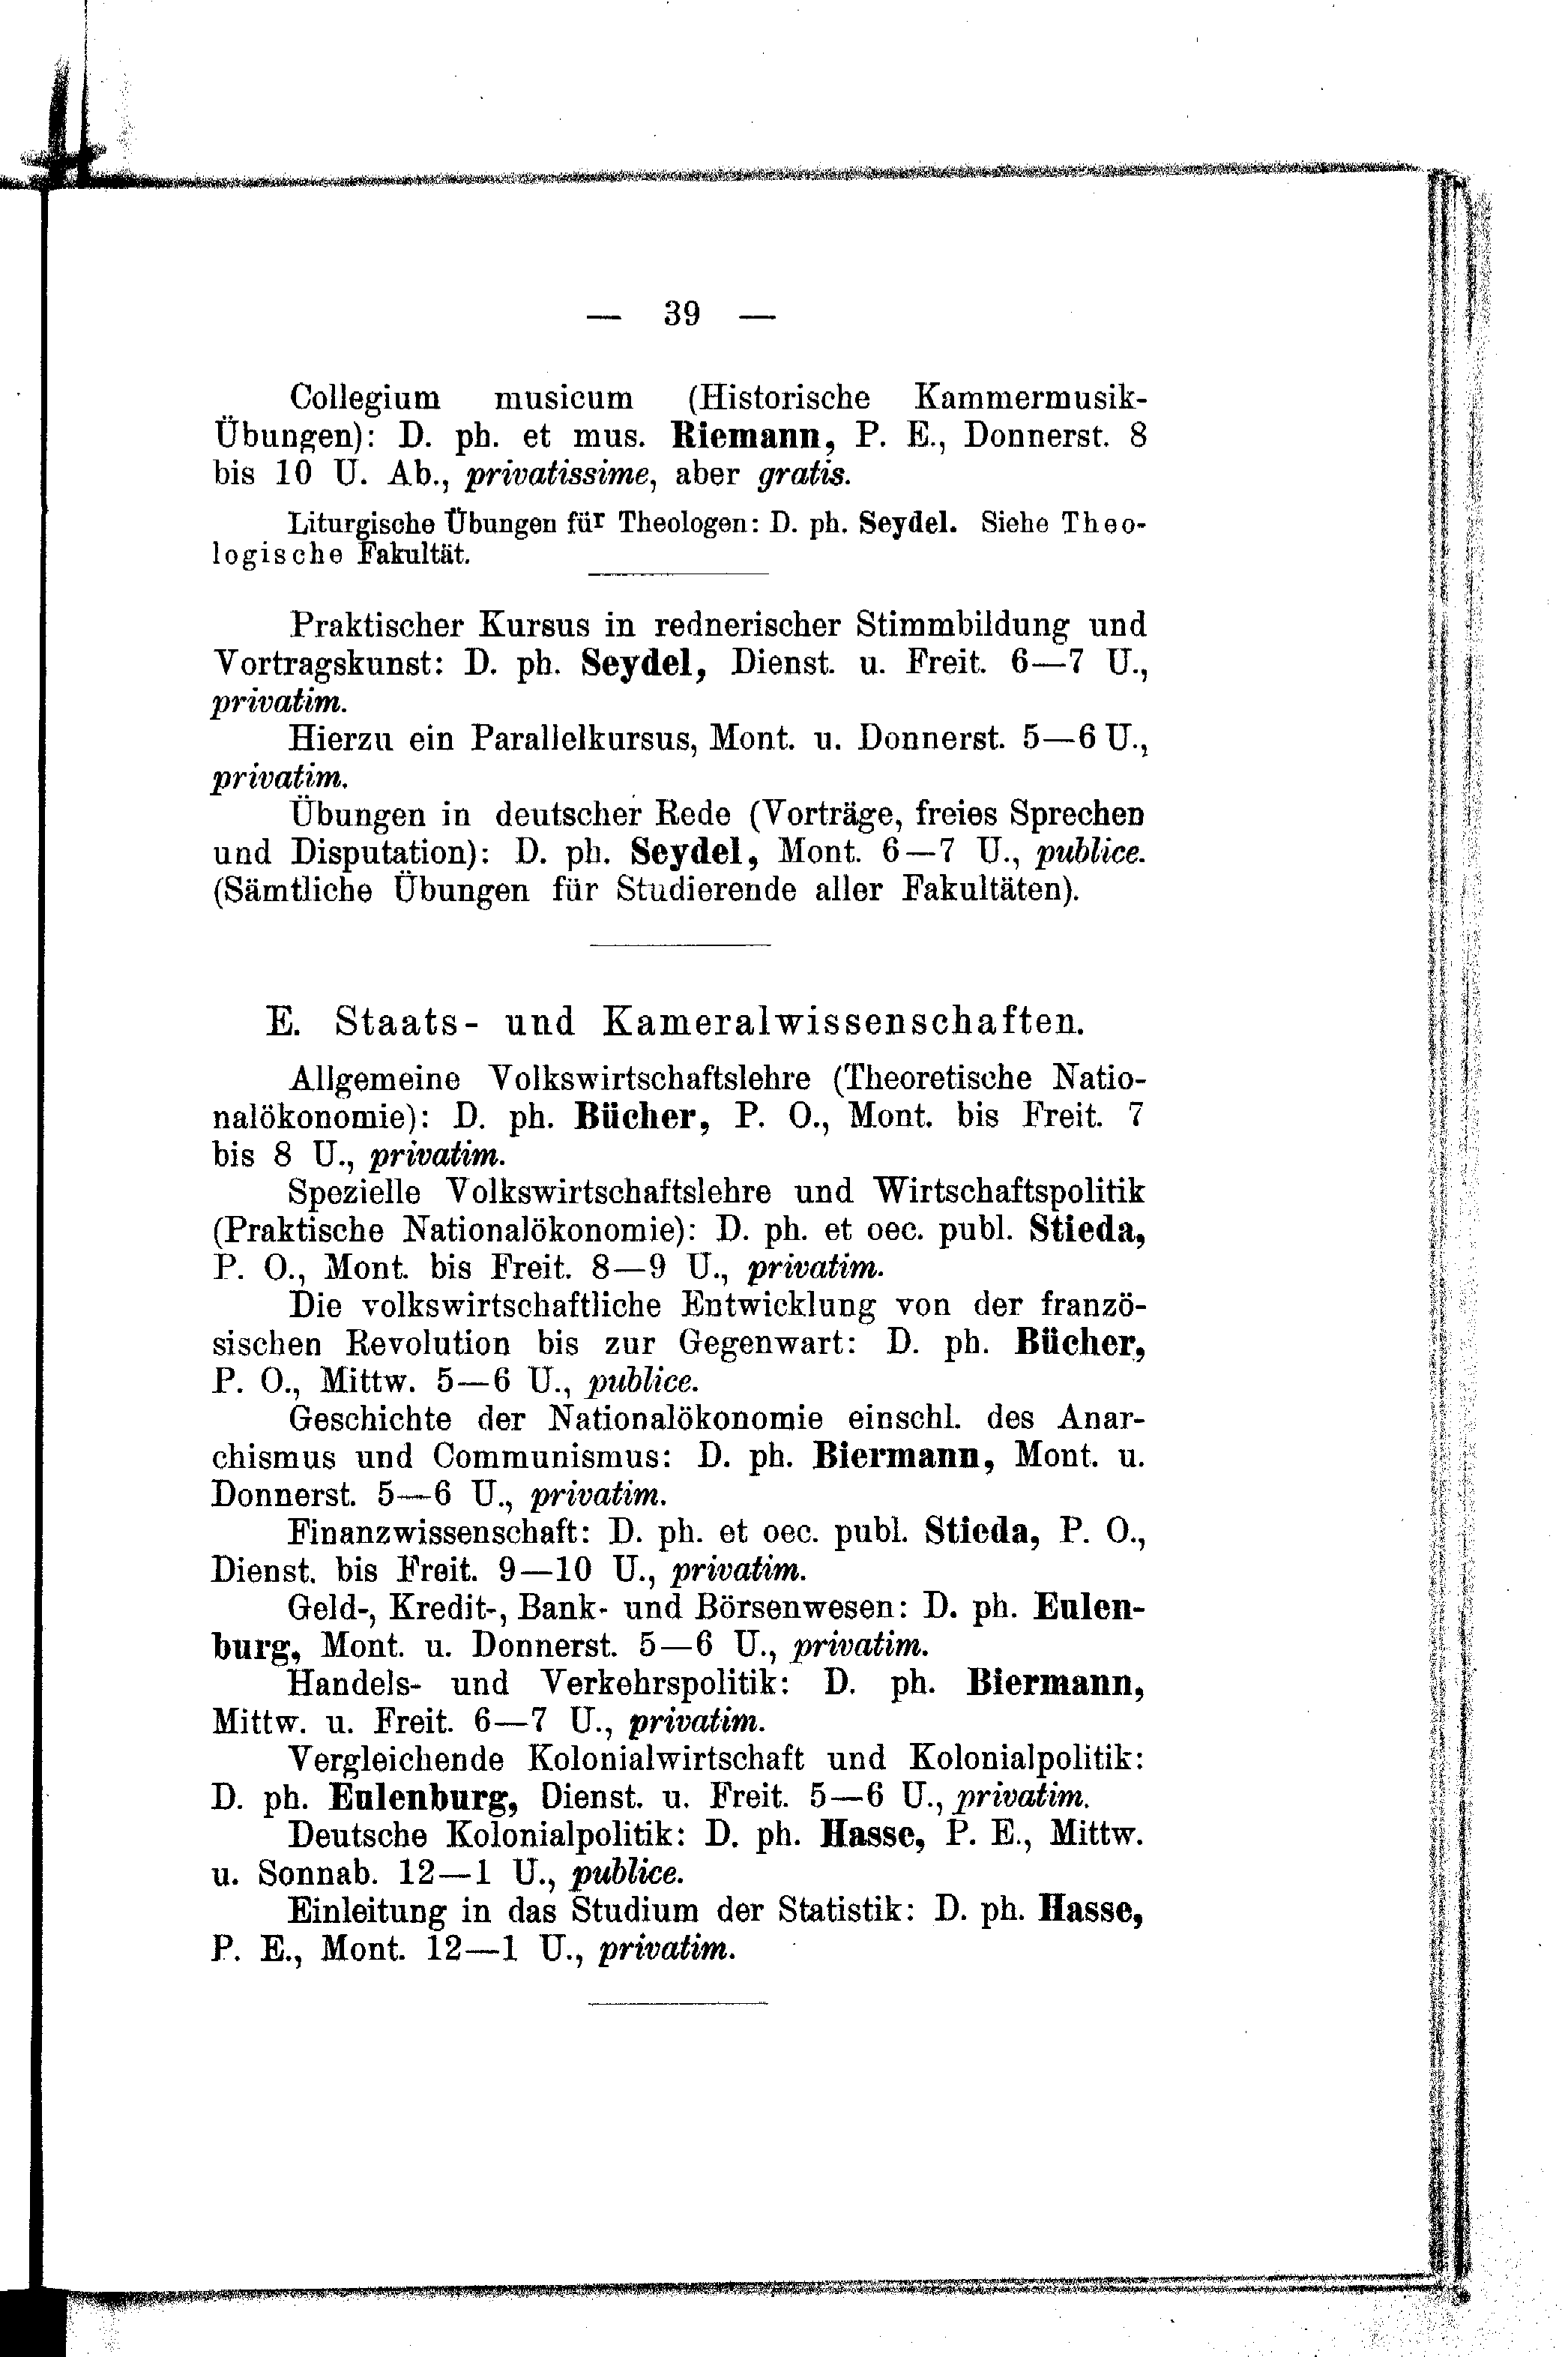 — 39 —
Collegium musicum (Historische Kammermusik-
Übungen): D. ph. et mus. Riemann, P. E., Donnerst. 8
bis 10 U. Ab., privatissime, aber gratis.
Liturgische Übungen für Theologen: D. ph. Seydel. Siehe Theo-
logische Fakultät.
Praktischer Kursus in rednerischer Stimmbildung und
Vortragskunst: D. ph. Seydel, Dienst. u. Freit. 6—7 U.,
privatim.
Hierzu ein Parallelkursus, Mont. u. Donnerst. 5—6 U.,
privatim.
Übungen in deutscher Rede (Vorträge, freies Sprechen
und Disputation): D. ph. Seydel, Mont. 6—7 U., publice.
(Sämtliche Übungen für Studierende aller Fakultäten).
E. Staats- und Kameralwissenschaften.
Allgemeine Volkswirtschaftslehre (Theoretische Natio-
nalökonomie): D. ph. Bücher, P. O., Mont. bis Freit. 7
bis 8 U., privatim.
Spezielle Volkswirtschaftslehre und Wirtschaftspolitik
(Praktische Nationalökonomie): D. ph. et oec. publ. Stieda,
P. O., Mont. bis Freit. 8—9 U., privatim.
Die volkswirtschaftliche Entwicklung von der franzö-
sischen Revolution bis zur Gegenwart: D. ph. Bücher,
P. O., Mittw. 5—6 U., publice.
Geschichte der Nationalökonomie einschl. des Anar-
chismus und Communismus: D. ph. Biermann, Mont. u.
Donnerst. 5—6 U., privatim.
Finanzwissenschaft: D. ph. et oec. publ. Stieda, P. O.,
Dienst. bis Freit. 9—10 U., privatim.
Geld-, Kredit-, Bank- und Börsenwesen: D. ph. Eulen-
burg, Mont. u. Donnerst. 5—6 U., privatim.
Handels- und Verkehrspolitik: D. ph. Biermann,
Mittw. u. Freit. 6—7 U., privatim.
Vergleichende Kolonialwirtschaft und Kolonialpolitik:
D. ph. Eulenburg, Dienst. u. Freit. 5—6 U., privatim.
Deutsche Kolonialpolitik: D. ph. Hasse, P. E., Mittw.
u. Sonnab. 12—1 U., publice.
Einleitung in das Studium der Statistik: D. ph. Hasse,
P. E., Mont. 12—1 U., privatim.